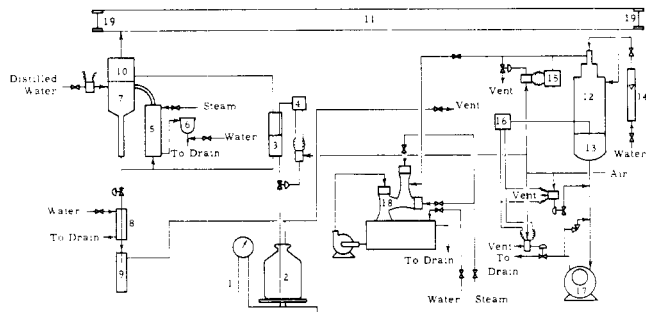 19
11
19
10
Distilled
Water
7
Steam
5
6
Water
To Drain
4
3
Vent
Vent
15
12
14
16
13
Water
Air
Vent
Water
To Drain
8
9
1
2
18
To Drain
Water
Steam
Vent
To
Drain
17